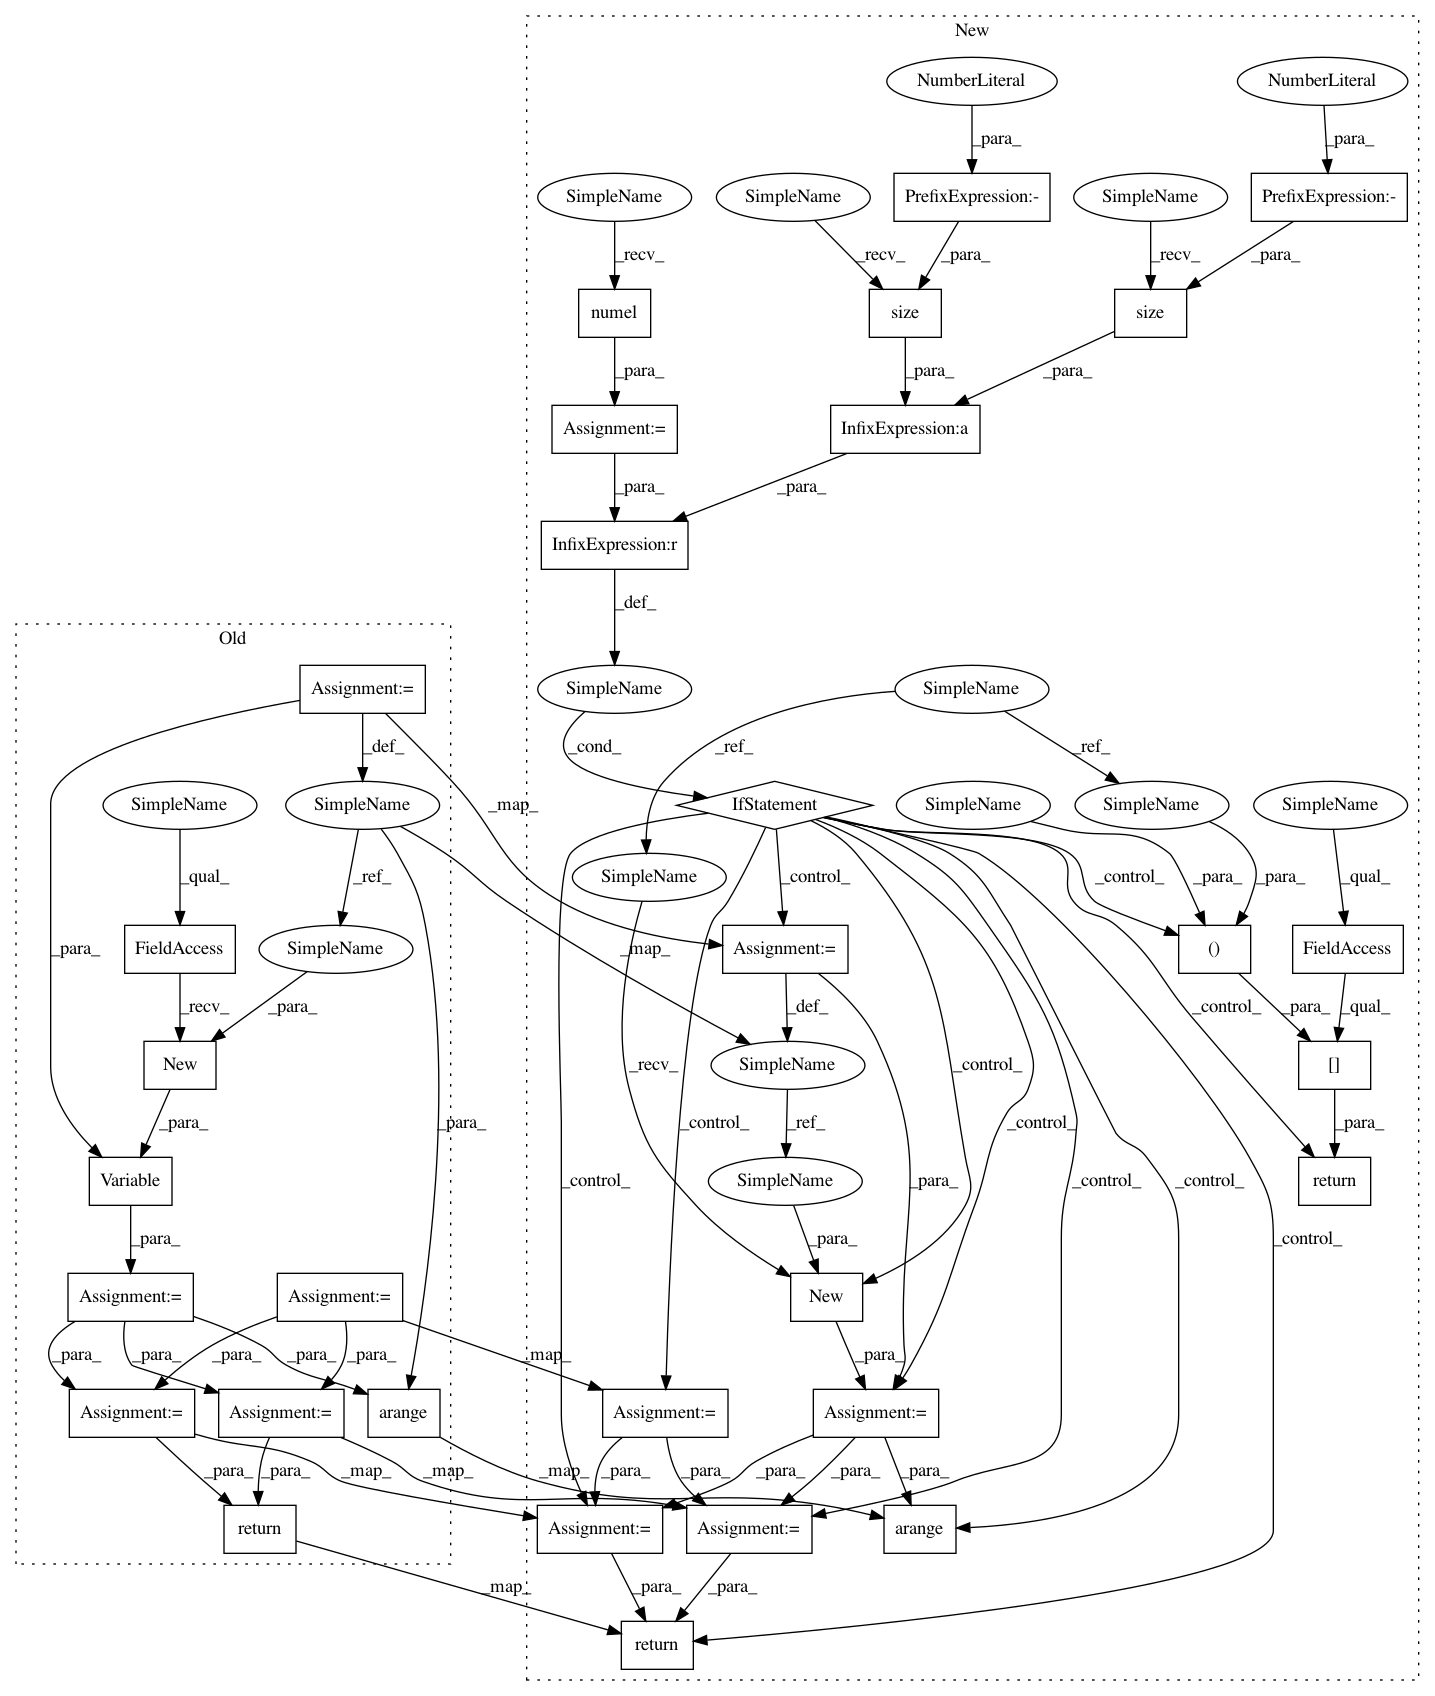 New
NumberLiteral NumberLiteral
_para_ _para_
SimpleName SimpleName PrefixExpression:- SimpleName PrefixExpression:-
_recv_ _recv_ _para_ _recv_ _para_
numel size size
_para_ _para_ _para_
Assignment:= InfixExpression:a
_para_ _para_
InfixExpression:r
_def_
Old
Assignment:= SimpleName SimpleName
_def_ _cond_ _ref_ _ref_
SimpleName SimpleName _map_ IfStatement SimpleName SimpleName SimpleName
_qual_ _ref_ SimpleName _control_ _control_ _para_ _para_ _qual_
_para_ FieldAccess SimpleName _map_ Assignment:= () FieldAccess
_recv_ _para_ _def_ _control_ _para_ _qual_
New _recv_ SimpleName _control_ []
_para_ _para_ _control_ _ref_ _control_ _para_
Variable _control_ SimpleName _para_ _control_ _control_ return
_para_ _para_ _control_
Assignment:= Assignment:= New
_para_ _para_ _para_ _para_ _para_ _map_ _para_
Assignment:= Assignment:= arange Assignment:= Assignment:=
_para_ _para_ _map_ _map_ _map_ _para_ _para_ _para_ _para_ _para_
return Assignment:= Assignment:= arange
_map_ _para_ _para_
return